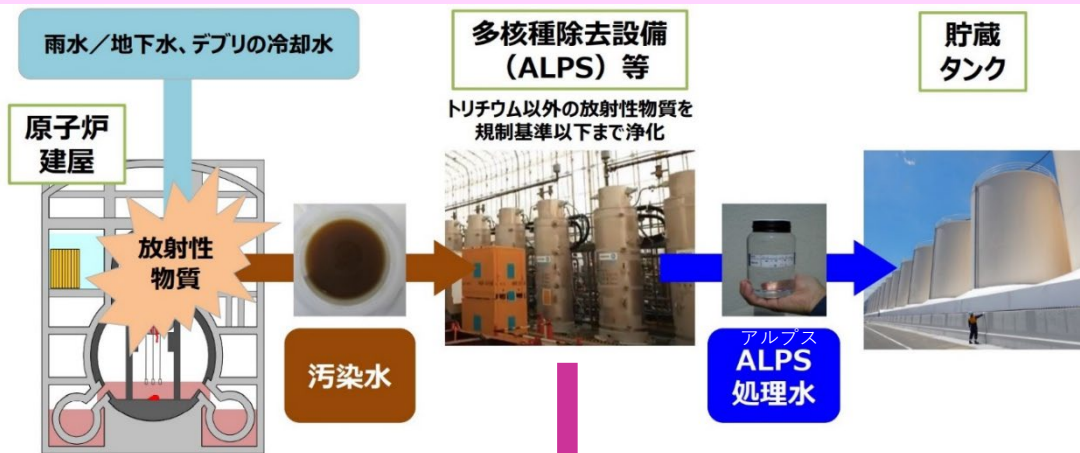 雨水／地下水、デブリの冷却水
原子炉
建屋
放射性
物質
汚染水
多核種除去設備
（ALPS）等
トリチウム以外の放射性物質を
規制基準以下まで浄化
アルプス
ALPS
処理水
貯蔵
タンク